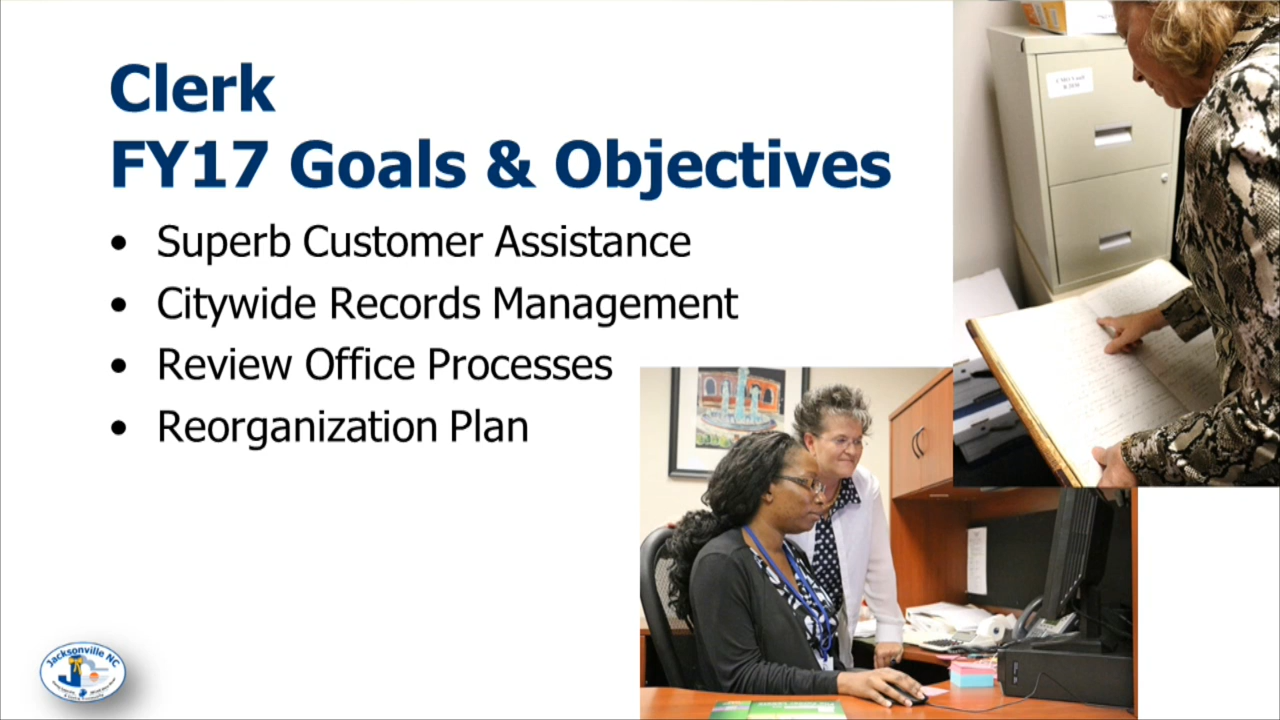 Clerk
FY17 Goals & Objectives
• Superb Customer Assistance
• Citywide Records Management
• Review Office Processes
• Reorganization Plan
Jacksonville NC